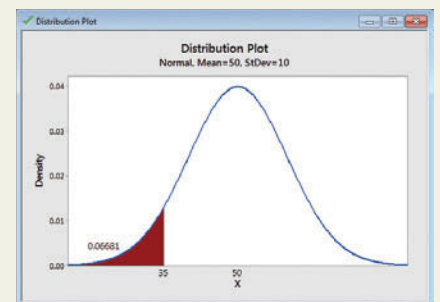 Distribution Plot
Distribution Plot
Normal, Mean=50, StDev=10
0.04
0.03
0.02
0.01
0.00
Density
0.06681
35
50
X